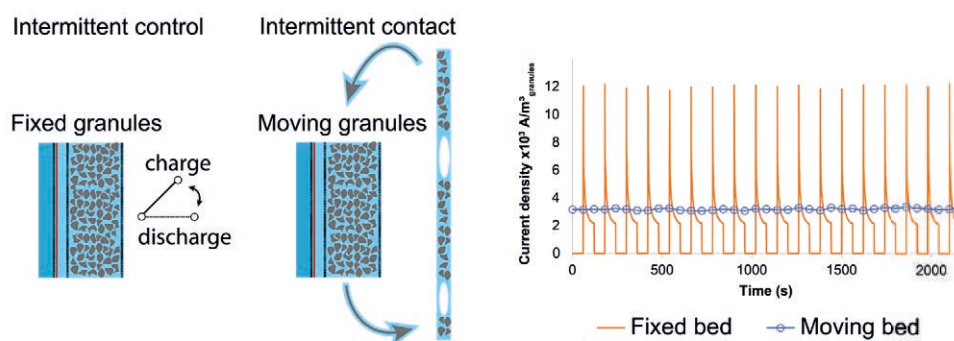 Intermittent control
Intermittent contact
Fixed granules
Moving granules
charge
discharge
Current density x10³ A/m³granules
12
10
8
6
4
2
0
0
500
1000
1500
2000
Time (s)
Fixed bed
Moving bed